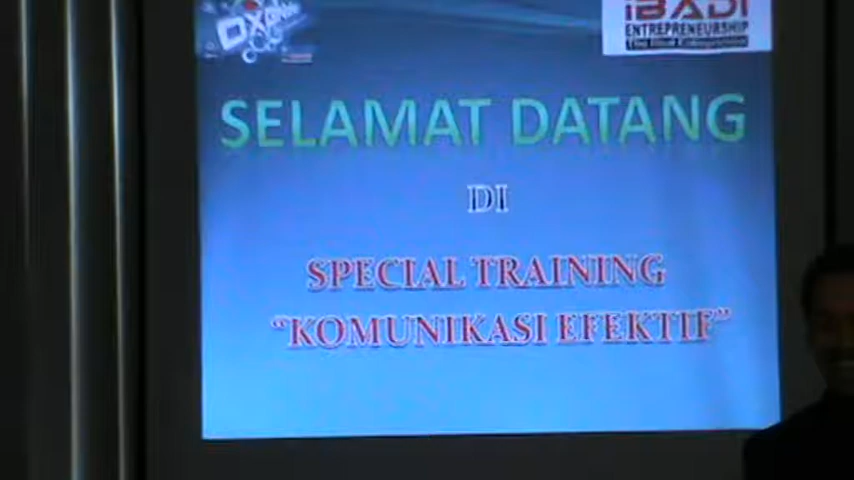 iBADI
ENTREPRENEURSHIP
SELAMAT DATANG
DI
SPECIAL TRAINING
"KOMUNIKASI EFEKTIF"